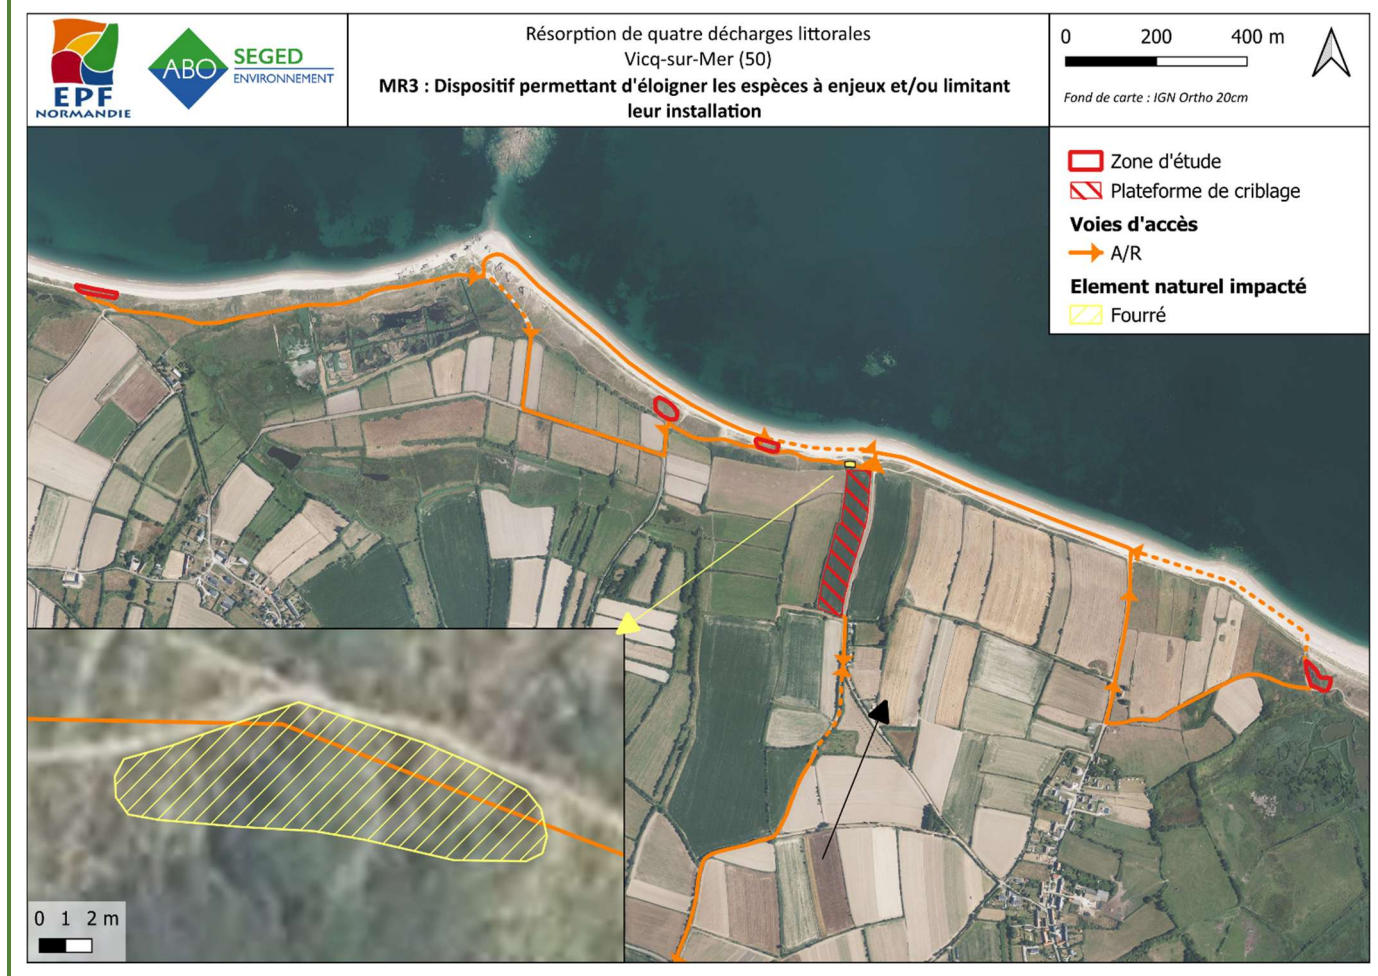 EPF
NORMANDIE
ABO
SEGED
ENVIRONNEMENT
Résorption de quatre décharges littorales
Vicq-sur-Mer (50)
MR3 : Dispositif permettant d'éloigner les espèces à enjeux et/ou limitant
leur installation
0 200 400 m
Fond de carte : IGN Ortho 20cm
Zone d'étude
Plateforme de criblage
Voies d'accès
A/R
Element naturel impacté
Fourré
0 1 2 m